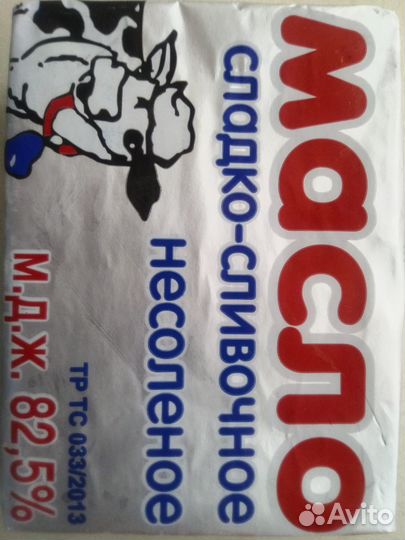 масло
сладко-сливочное
несоленое
ТР ТС 033/2013
м.д.ж. 82,5%
Avito